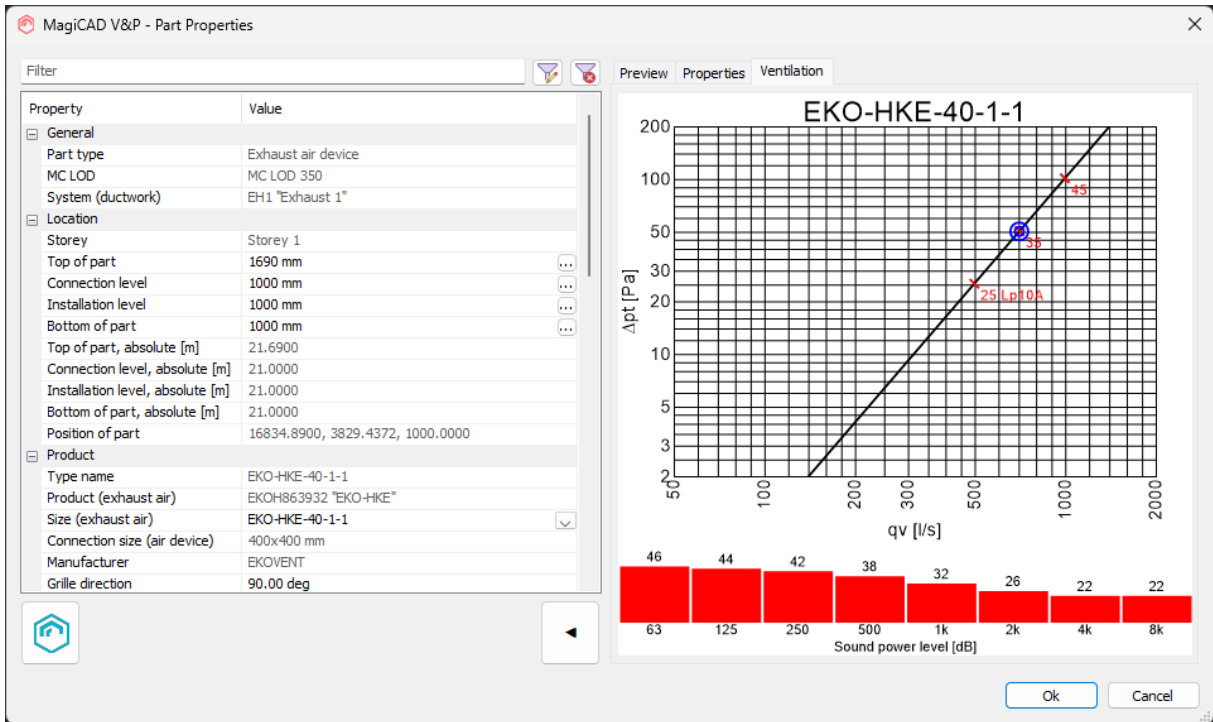 MagiCAD V&P - Part Properties
Filter
Property Value
General
Part type Exhaust air device
MC LOD MC LOD 350
System (ductwork) EH1 "Exhaust 1"
Location
Storey Storey 1
Top of part 1690 mm ...
Connection level 1000 mm ...
Installation level 1000 mm ...
Bottom of part 1000 mm ...
Top of part, absolute [m] 21.6900
Connection level, absolute [m] 21.0000
Installation level, absolute [m] 21.0000
Bottom of part, absolute [m] 21.0000
Position of part 16834.8900, 3829.4372, 1000.0000
Product
Type name EKO-HKE-40-1-1
Product (exhaust air) EKOH863932 "EKO-HKE"
Size (exhaust air) EKO-HKE-40-1-1
Connection size (air device) 400x400 mm
Manufacturer EKOVENT
Grille direction 90.00 deg
Preview Properties Ventilation
EKO-HKE-40-1-1
200
100
50
30
20
10
5
3
2
Δpt [Pa]
45
35
25 Lp10A
50 100 200 300 500 1000 2000
qv [l/s]
46 44 42 38 32 26 22 22
63 125 250 500 1k 2k 4k 8k
Sound power level [dB]
Ok Cancel